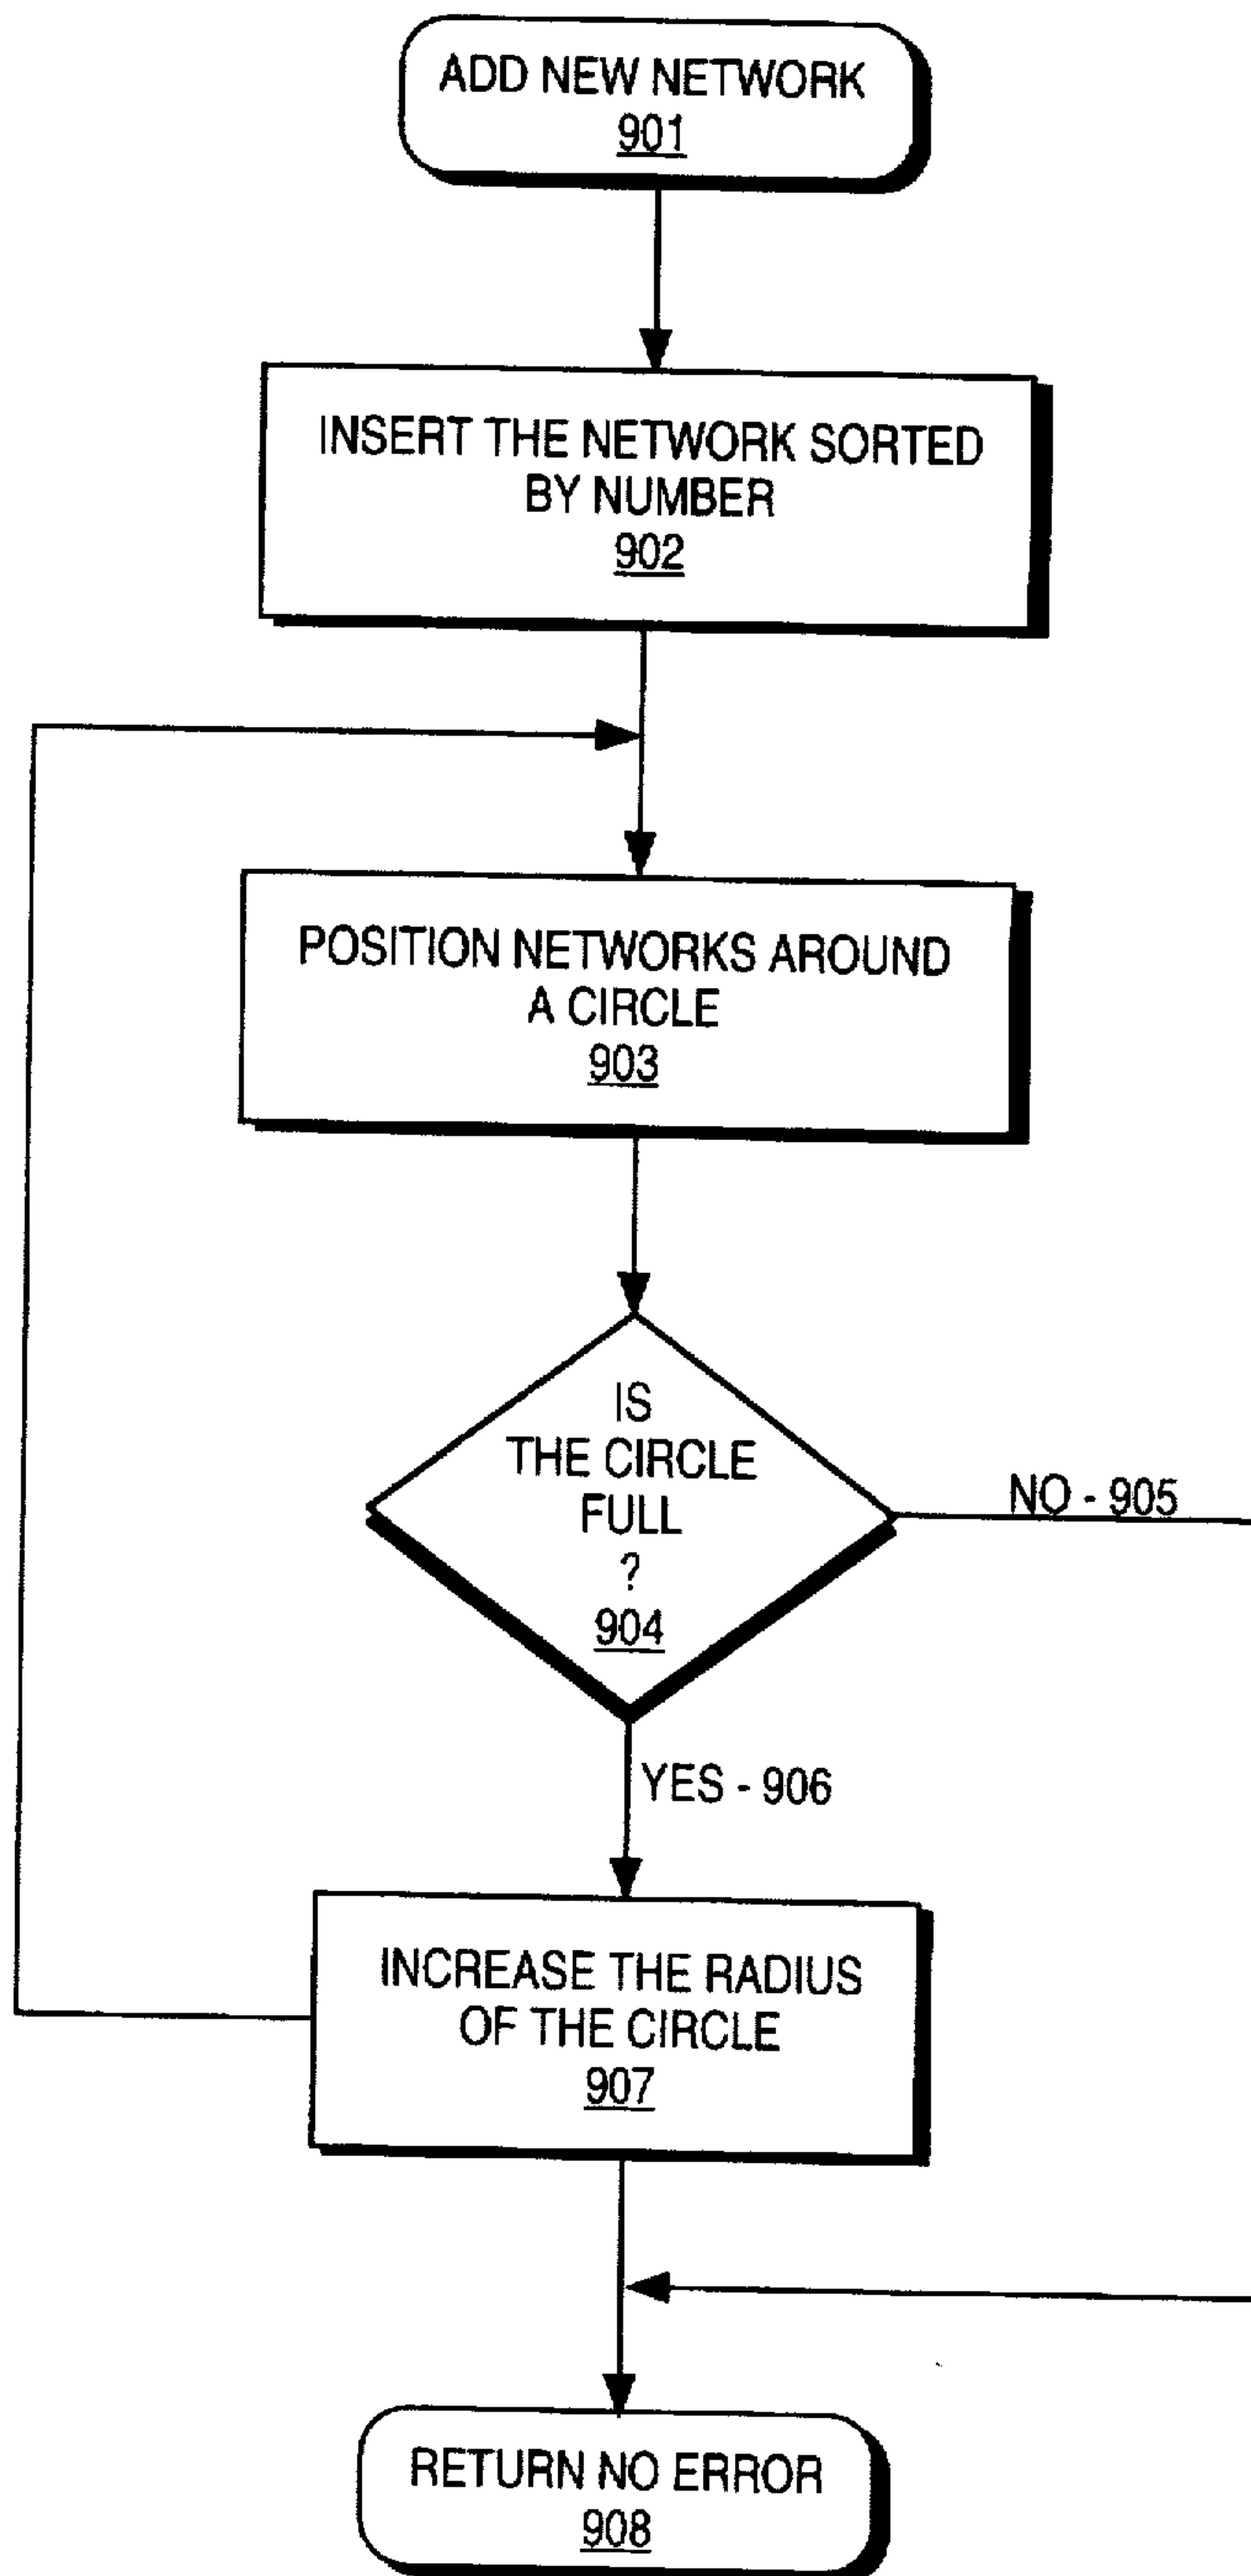 ADD NEW NETWORK
901
INSERT THE NETWORK SORTED
BY NUMBER
902
POSITION NETWORKS AROUND
A CIRCLE
903
IS
THE CIRCLE
FULL
?
904
NO - 905
YES - 906
INCREASE THE RADIUS
OF THE CIRCLE
907
RETURN NO ERROR
908